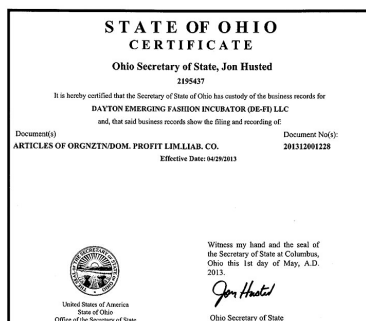 STATE OF OHIO
CERTIFICATE
Ohio Secretary of State, Jon Husted
2195437
It is hereby certified that the Secretary of State of Ohio has custody of the business records for
DAYTON EMERGING FASHION INCUBATOR (DE-FI) LLC
and, that said business records show the filing and recording of:
Document(s) Document No(s):
ARTICLES OF ORGNZTN/DOM. PROFIT LIM.LIAB. CO. 201312001228
Effective Date: 04/29/2013
Witness my hand and the seal of
the Secretary of State at Columbus,
Ohio this 1st day of May, A.D.
2013.
Jon Husted
United States of America
State of Ohio
Office of the Secretary of State
Ohio Secretary of State